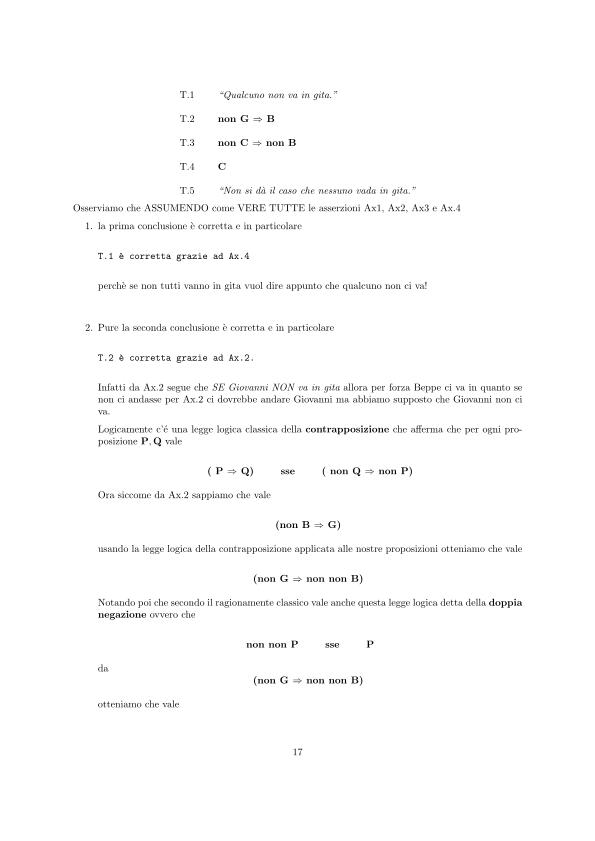 T.1 “Qualcuno non va in gita.”
T.2 non G ⇒ B
T.3 non C ⇒ non B
T.4 C
T.5 “Non si dà il caso che nessuno vada in gita.”
Osserviamo che ASSUMENDO come VERE TUTTE le asserzioni Ax1, Ax2, Ax3 e Ax.4
1. la prima conclusione è corretta e in particolare
T.1 è corretta grazie ad Ax.4
perchè se non tutti vanno in gita vuol dire appunto che qualcuno non ci va!
2. Pure la seconda conclusione è corretta e in particolare
T.2 è corretta grazie ad Ax.2.
Infatti da Ax.2 segue che SE Giovanni NON va in gita allora per forza Beppe ci va in quanto se
non ci andasse per Ax.2 ci dovrebbe andare Giovanni ma abbiamo supposto che Giovanni non ci
va.
Logicamente c'é una legge logica classica della contrapposizione che afferma che per ogni pro-
posizione P, Q vale
( P ⇒ Q) sse ( non Q ⇒ non P)
Ora siccome da Ax.2 sappiamo che vale
(non B ⇒ G)
usando la legge logica della contrapposizione applicata alle nostre proposizioni otteniamo che vale
(non G ⇒ non non B)
Notando poi che secondo il ragionamente classico vale anche questa legge logica detta della doppia
negazione ovvero che
non non P sse P
da
(non G ⇒ non non B)
otteniamo che vale
17